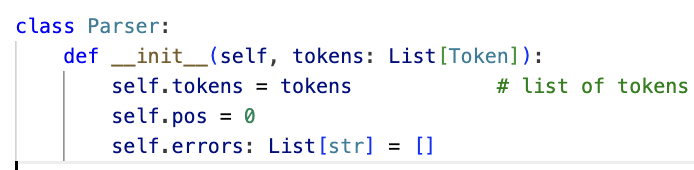 class Parser:
    def __init__(self, tokens: List[Token]):
        self.tokens = tokens          # list of tokens
        self.pos = 0
        self.errors: List[str] = []